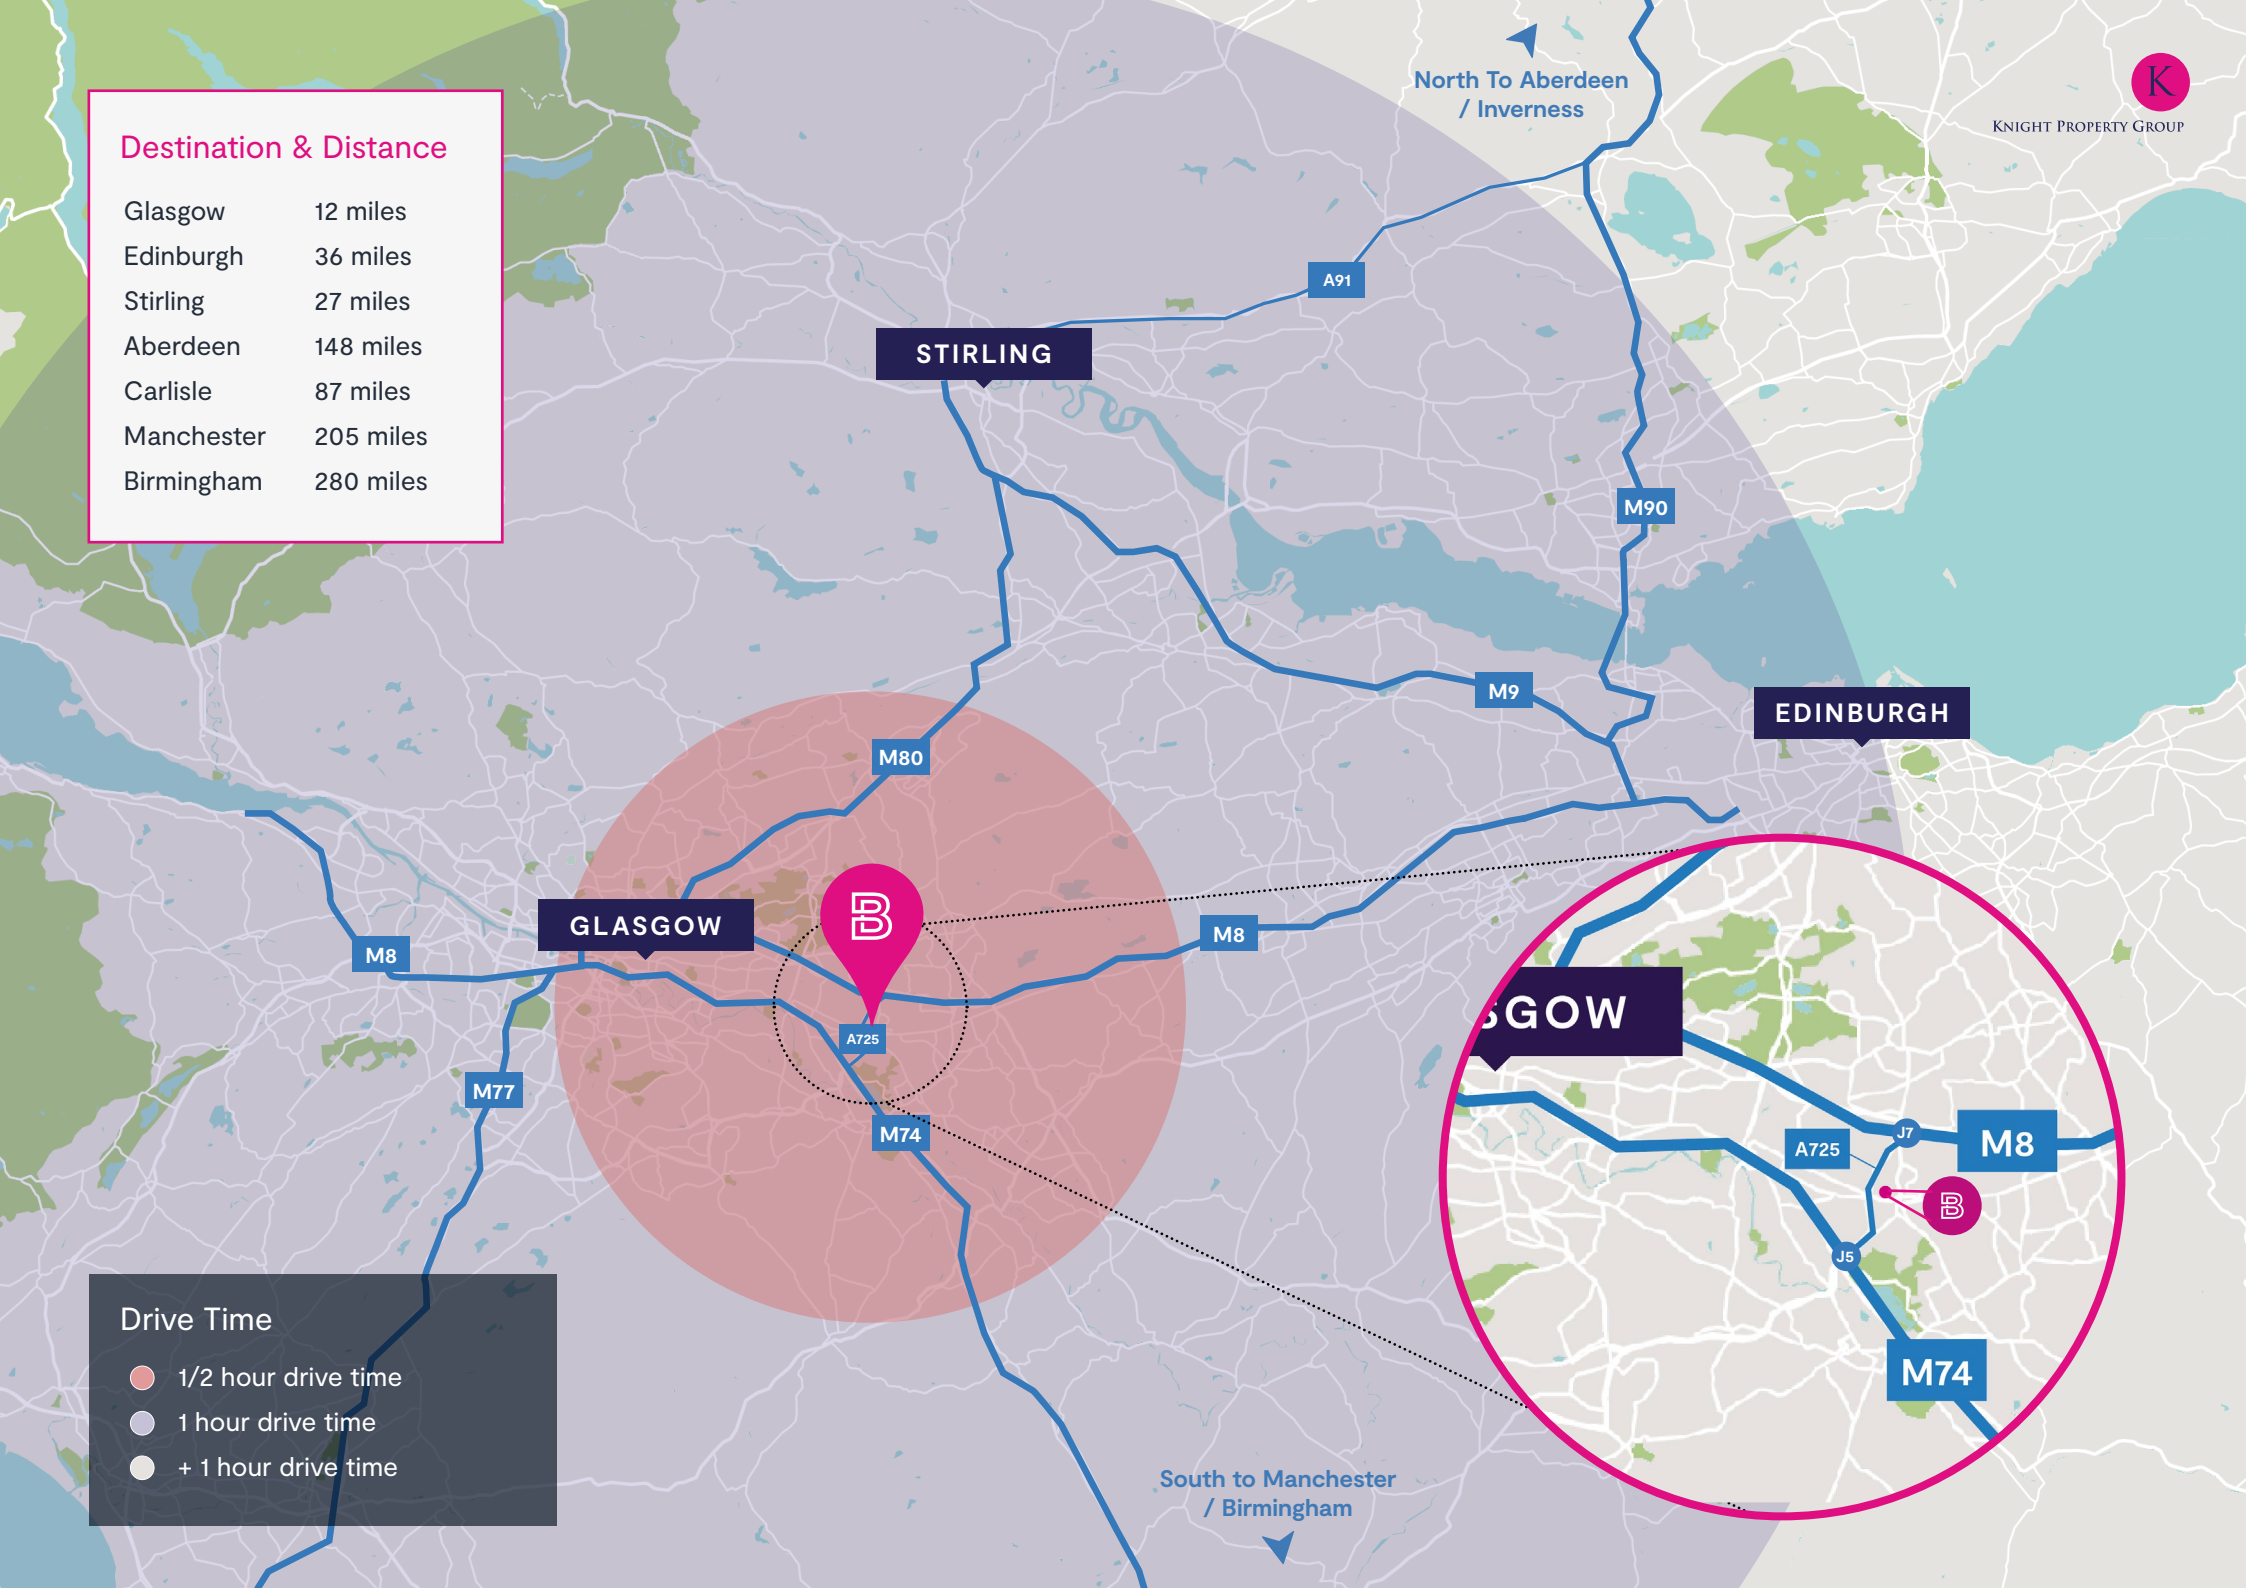 North To Aberdeen
/ Inverness
K
KNIGHT PROPERTY GROUP
Destination & Distance
Glasgow 12 miles
Edinburgh 36 miles
Stirling 27 miles
Aberdeen 148 miles
Carlisle 87 miles
Manchester 205 miles
Birmingham 280 miles
A91
STIRLING
M90
M9
EDINBURGH
M80
GLASGOW
B
M8
M8
A725
M77
M74
SGOW
J7
M8
A725
B
J5
M74
Drive Time
1/2 hour drive time
1 hour drive time
+ 1 hour drive time
South to Manchester
/ Birmingham